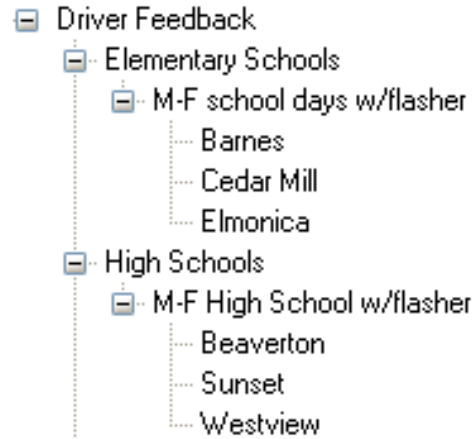 Driver Feedback
Elementary Schools
M-F school days w/flasher
Barnes
Cedar Mill
Elmonica
High Schools
M-F High School w/flasher
Beaverton
Sunset
Westview